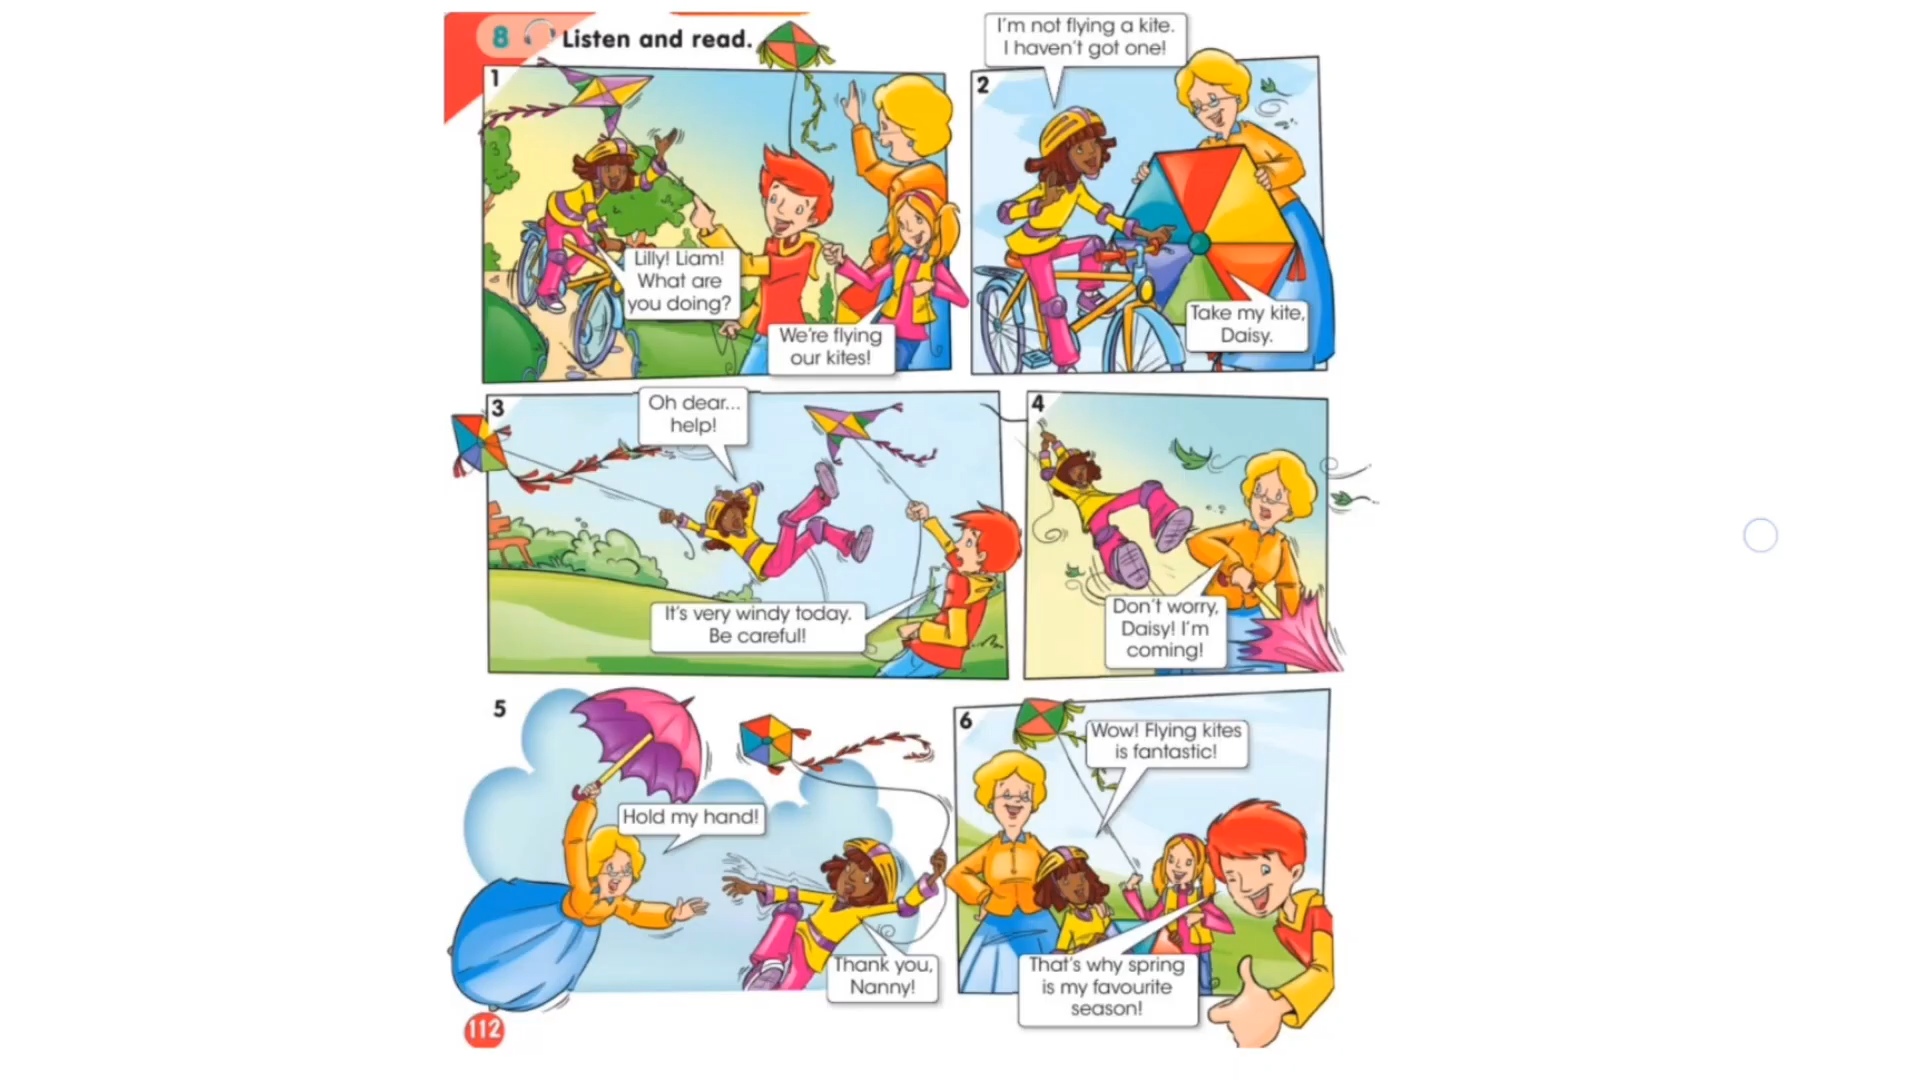 8 Listen and read.
1
Lilly! Liam!
What are
you doing?
We're flying
our kites!
2
I'm not flying a kite.
I haven't got one!
Take my kite,
Daisy.
3
Oh dear...
help!
It's very windy today.
Be careful!
4
Don't worry,
Daisy! I'm
coming!
5
Hold my hand!
Thank you,
Nanny!
6
Wow! Flying kites
is fantastic!
That's why spring
is my favourite
season!
112